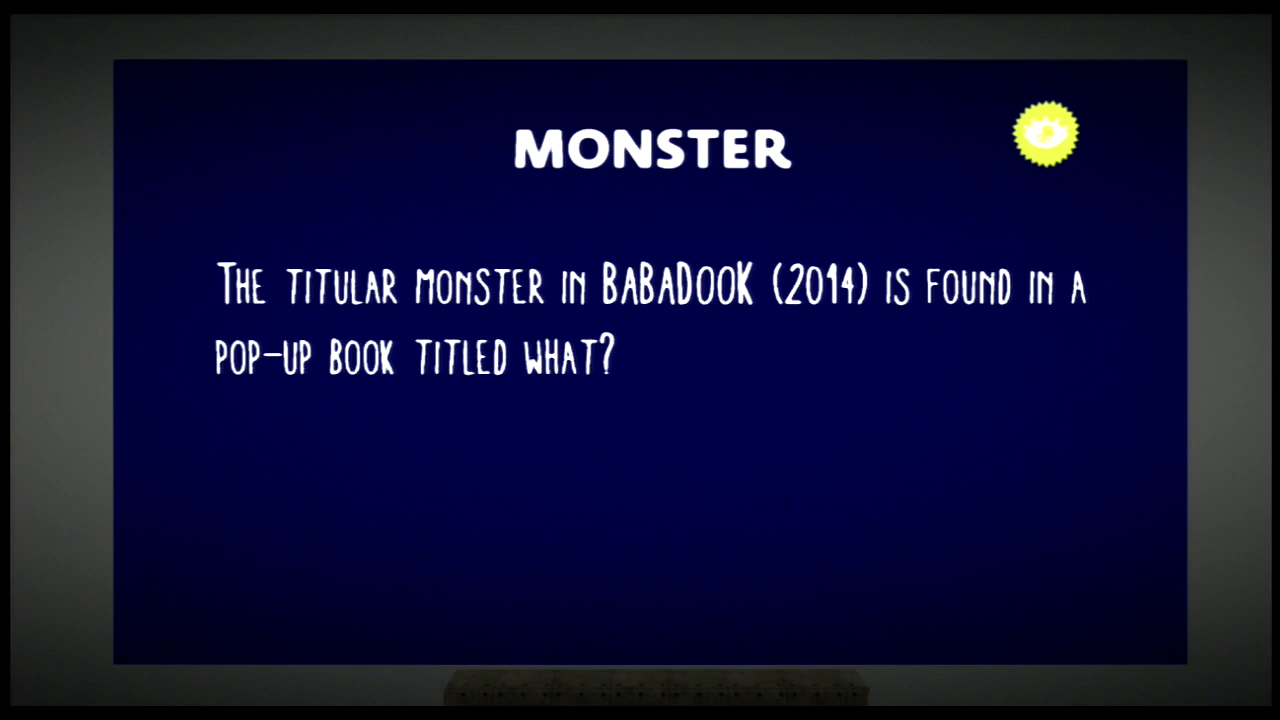 MONSTER
THE TITULAR MONSTER IN BABADOOK (2014) IS FOUND IN A
POP-UP BOOK TITLED WHAT?